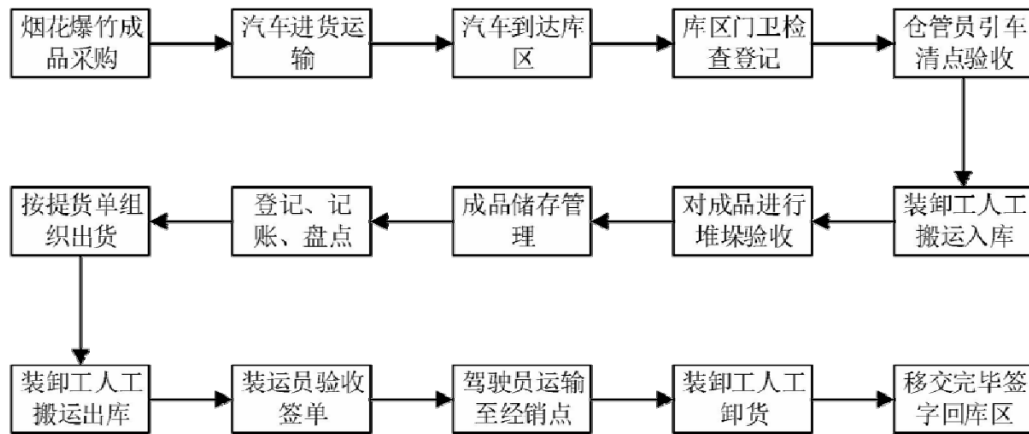 烟花爆竹成
品采购
汽车进货运
输
汽车到达库
区
库区门卫检
查登记
仓管员引车
清点验收
装卸工人工
搬运入库
对成品进行
堆垛验收
成品储存管
理
登记、记
账、盘点
按提货单组
织出货
装卸工人工
搬运出库
装运员验收
签单
驾驶员运输
至经销点
装卸工人工
卸货
移交完毕签
字回库区